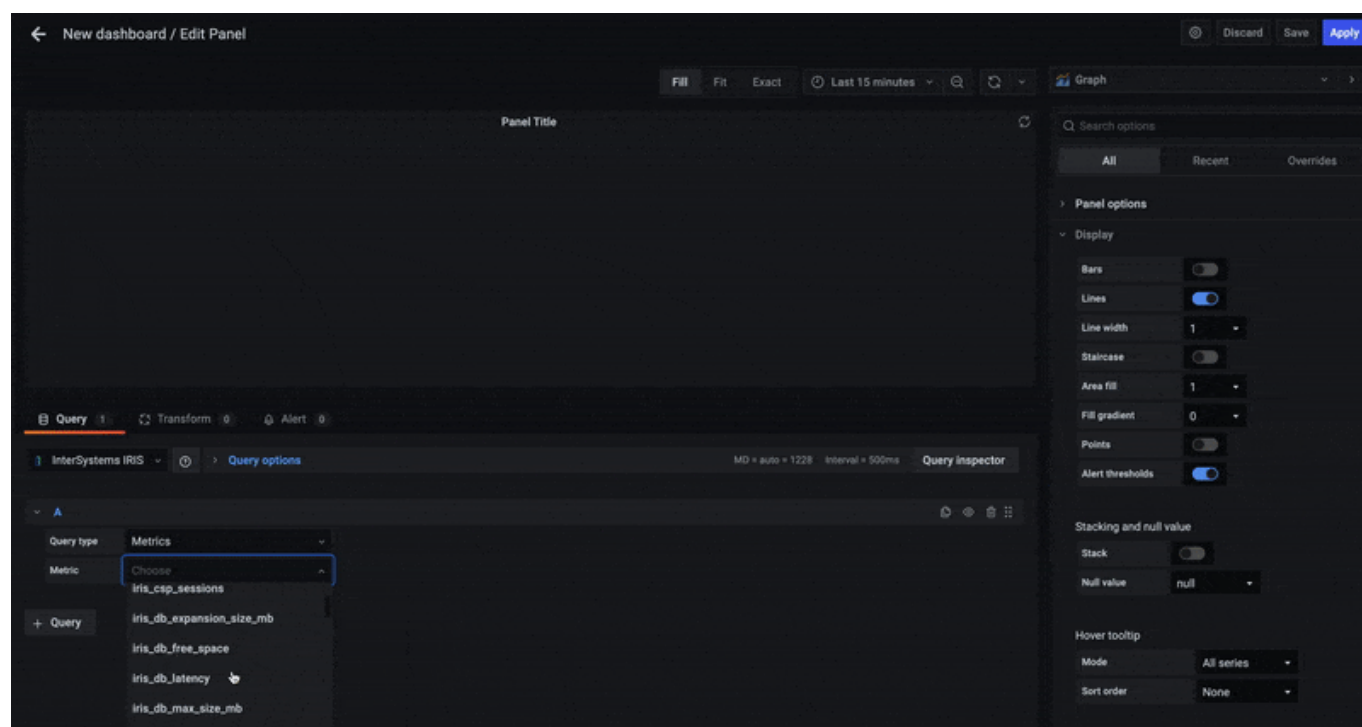 New dashboard / Edit Panel
Discard Save Apply
Fill Fit Exact Last 15 minutes
Graph
Panel Title
Search options
All Recent Overrides
Panel options
Display
Bars
Lines
Line width 1
Staircase
Area fill 1
Fill gradient 0
Points
Alert thresholds
Query 1 Transform 0 Alert 0
InterSystems IRIS Query options MD = auto = 1228 Interval = 500ms Query inspector
A
Query type Metrics
Metric Choose
iris_csp_sessions
iris_db_expansion_size_mb
iris_db_free_space
iris_db_latency
iris_db_max_size_mb
+ Query
Stacking and null value
Stack
Null value null
Hover tooltip
Mode All series
Sort order None